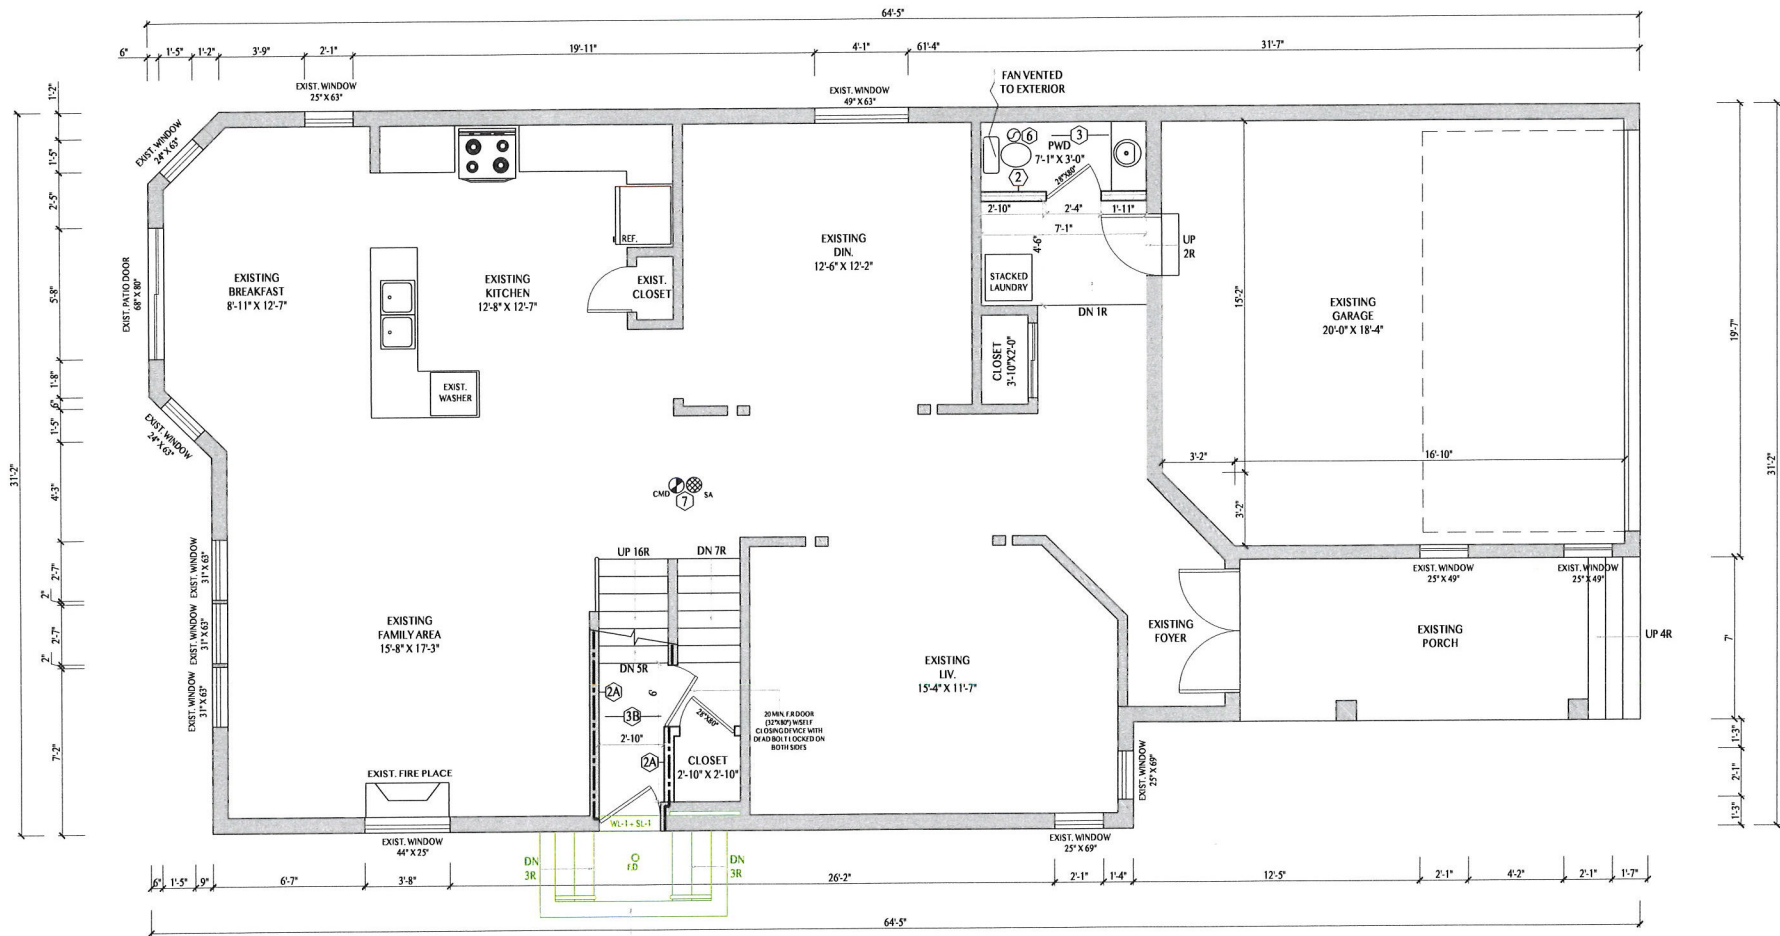 64'-5"
6" 1'-5" 1'-2" 3'-9" 2'-1" 19'-11" 4'-1" 61'-4" 31'-7"
EXIST. WINDOW
25" X 63"
EXIST. WINDOW
49" X 63"
FAN VENTED
TO EXTERIOR
1'-2"
1'-5"
2'-5"
5'-8"
1'-8"
6"
1'-5"
4'-3"
2'-7"
2"
2'-7"
2"
7'-2"
31'-2"
EXIST. WINDOW
24" X 63"
EXIST. PATIO DOOR
68" X 80"
EXIST. WINDOW
24" X 63"
EXISTING
BREAKFAST
8'-11" X 12'-7"
EXISTING
KITCHEN
12'-8" X 12'-7"
REF.
EXIST.
CLOSET
EXIST.
WASHER
EXISTING
DIN.
12'-6" X 12'-2"
6 3
PWD
7'-1" X 3'-0"
2
28"X80"
2'-10" 2'-4" 1'-11"
7'-1"
4'-6"
STACKED
LAUNDRY
UP
2R
DN 1R
CLOSET
3'-10"X2'-0"
EXISTING
GARAGE
20'-0" X 18'-4"
15'-2"
3'-2" 16'-10"
3'-2"
19'-7"
31'-2"
7'
1'-3"
2'-1"
1'-3"
CMD 7 SA
UP 16R DN 7R
EXIST. WINDOW
31" X 63"
EXIST. WINDOW
31" X 63"
EXIST. WINDOW
31" X 63"
EXISTING
FAMILY AREA
15'-8" X 17'-3"
DN 5R
2A
6'
3B
2'-10"
2A
28"X80"
CLOSET
2'-10" X 2'-10"
20 MIN. F.R DOOR
(32"X80") W/SELF
CLOSING DEVICE WITH
DEAD BOLT LOCKED ON
BOTH SIDES
EXISTING
LIV.
15'-4" X 11'-7"
EXISTING
FOYER
EXIST. WINDOW
25" X 49"
EXIST. WINDOW
25" X 49"
EXISTING
PORCH
UP 4R
EXIST. WINDOW
25" X 69"
EXIST. FIRE PLACE
EXIST. WINDOW
44" X 25"
WL-1 + SL-1
DN
3R
F.D
DN
3R
EXIST. WINDOW
25" X 69"
6" 1'-5" 9" 6'-7" 3'-8" 26'-2" 2'-1" 1'-4" 12'-5" 2'-1" 4'-2" 2'-1" 1'-7"
64'-5"